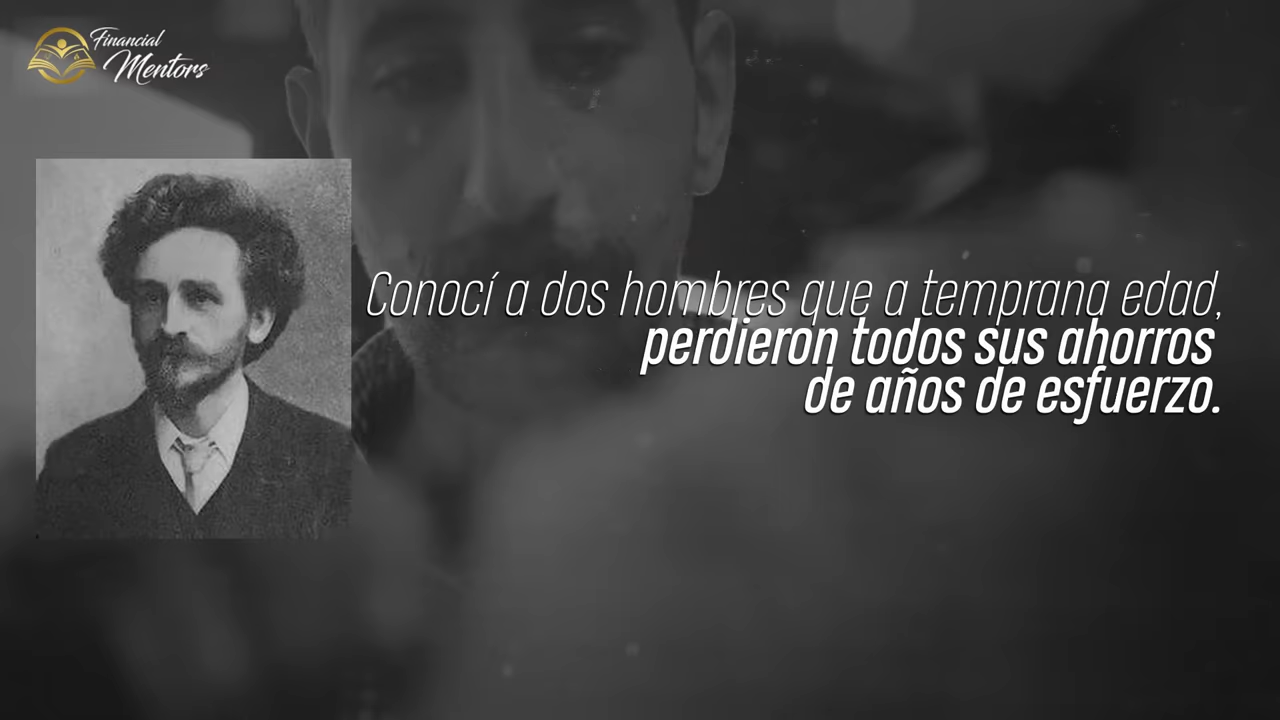 Financial
Mentors
Conocí a dos hombres que a temprana edad,
perdieron todos sus ahorros
de años de esfuerzo.